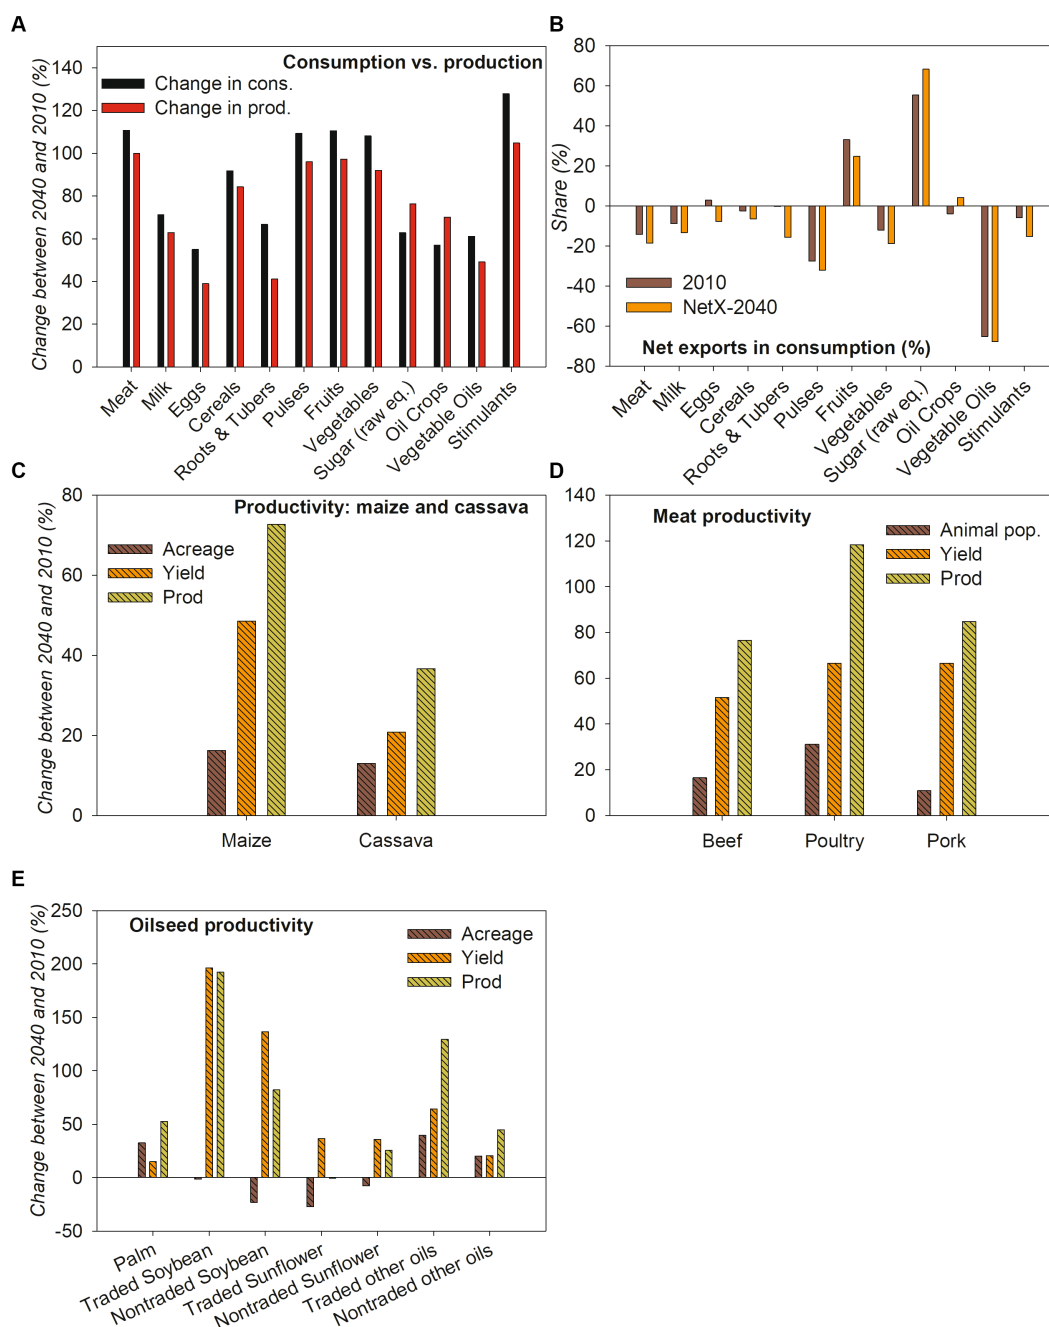 A
Consumption vs. production
Change in cons.
Change in prod.
Change between 2040 and 2010 (%)
140
120
100
80
60
40
20
0
Meat
Milk
Eggs
Cereals
Roots & Tubers
Pulses
Fruits
Vegetables
Sugar (raw eq.)
Oil Crops
Vegetable Oils
Stimulants
B
Share (%)
80
60
40
20
0
-20
-40
-60
-80
2010
NetX-2040
Net exports in consumption (%)
Meat
Milk
Eggs
Cereals
Roots & Tubers
Pulses
Fruits
Vegetables
Sugar (raw eq.)
Oil Crops
Vegetable Oils
Stimulants
C
Productivity: maize and cassava
Acreage
Yield
Prod
Change between 2040 and 2010 (%)
80
60
40
20
0
Maize
Cassava
D
Meat productivity
Animal pop.
Yield
Prod
140
120
100
80
60
40
20
0
Beef
Poultry
Pork
E
Oilseed productivity
Acreage
Yield
Prod
Change between 2040 and 2010 (%)
250
200
150
100
50
0
-50
Palm
Traded Soybean
Nontraded Soybean
Traded Sunflower
Nontraded Sunflower
Traded other oils
Nontraded other oils